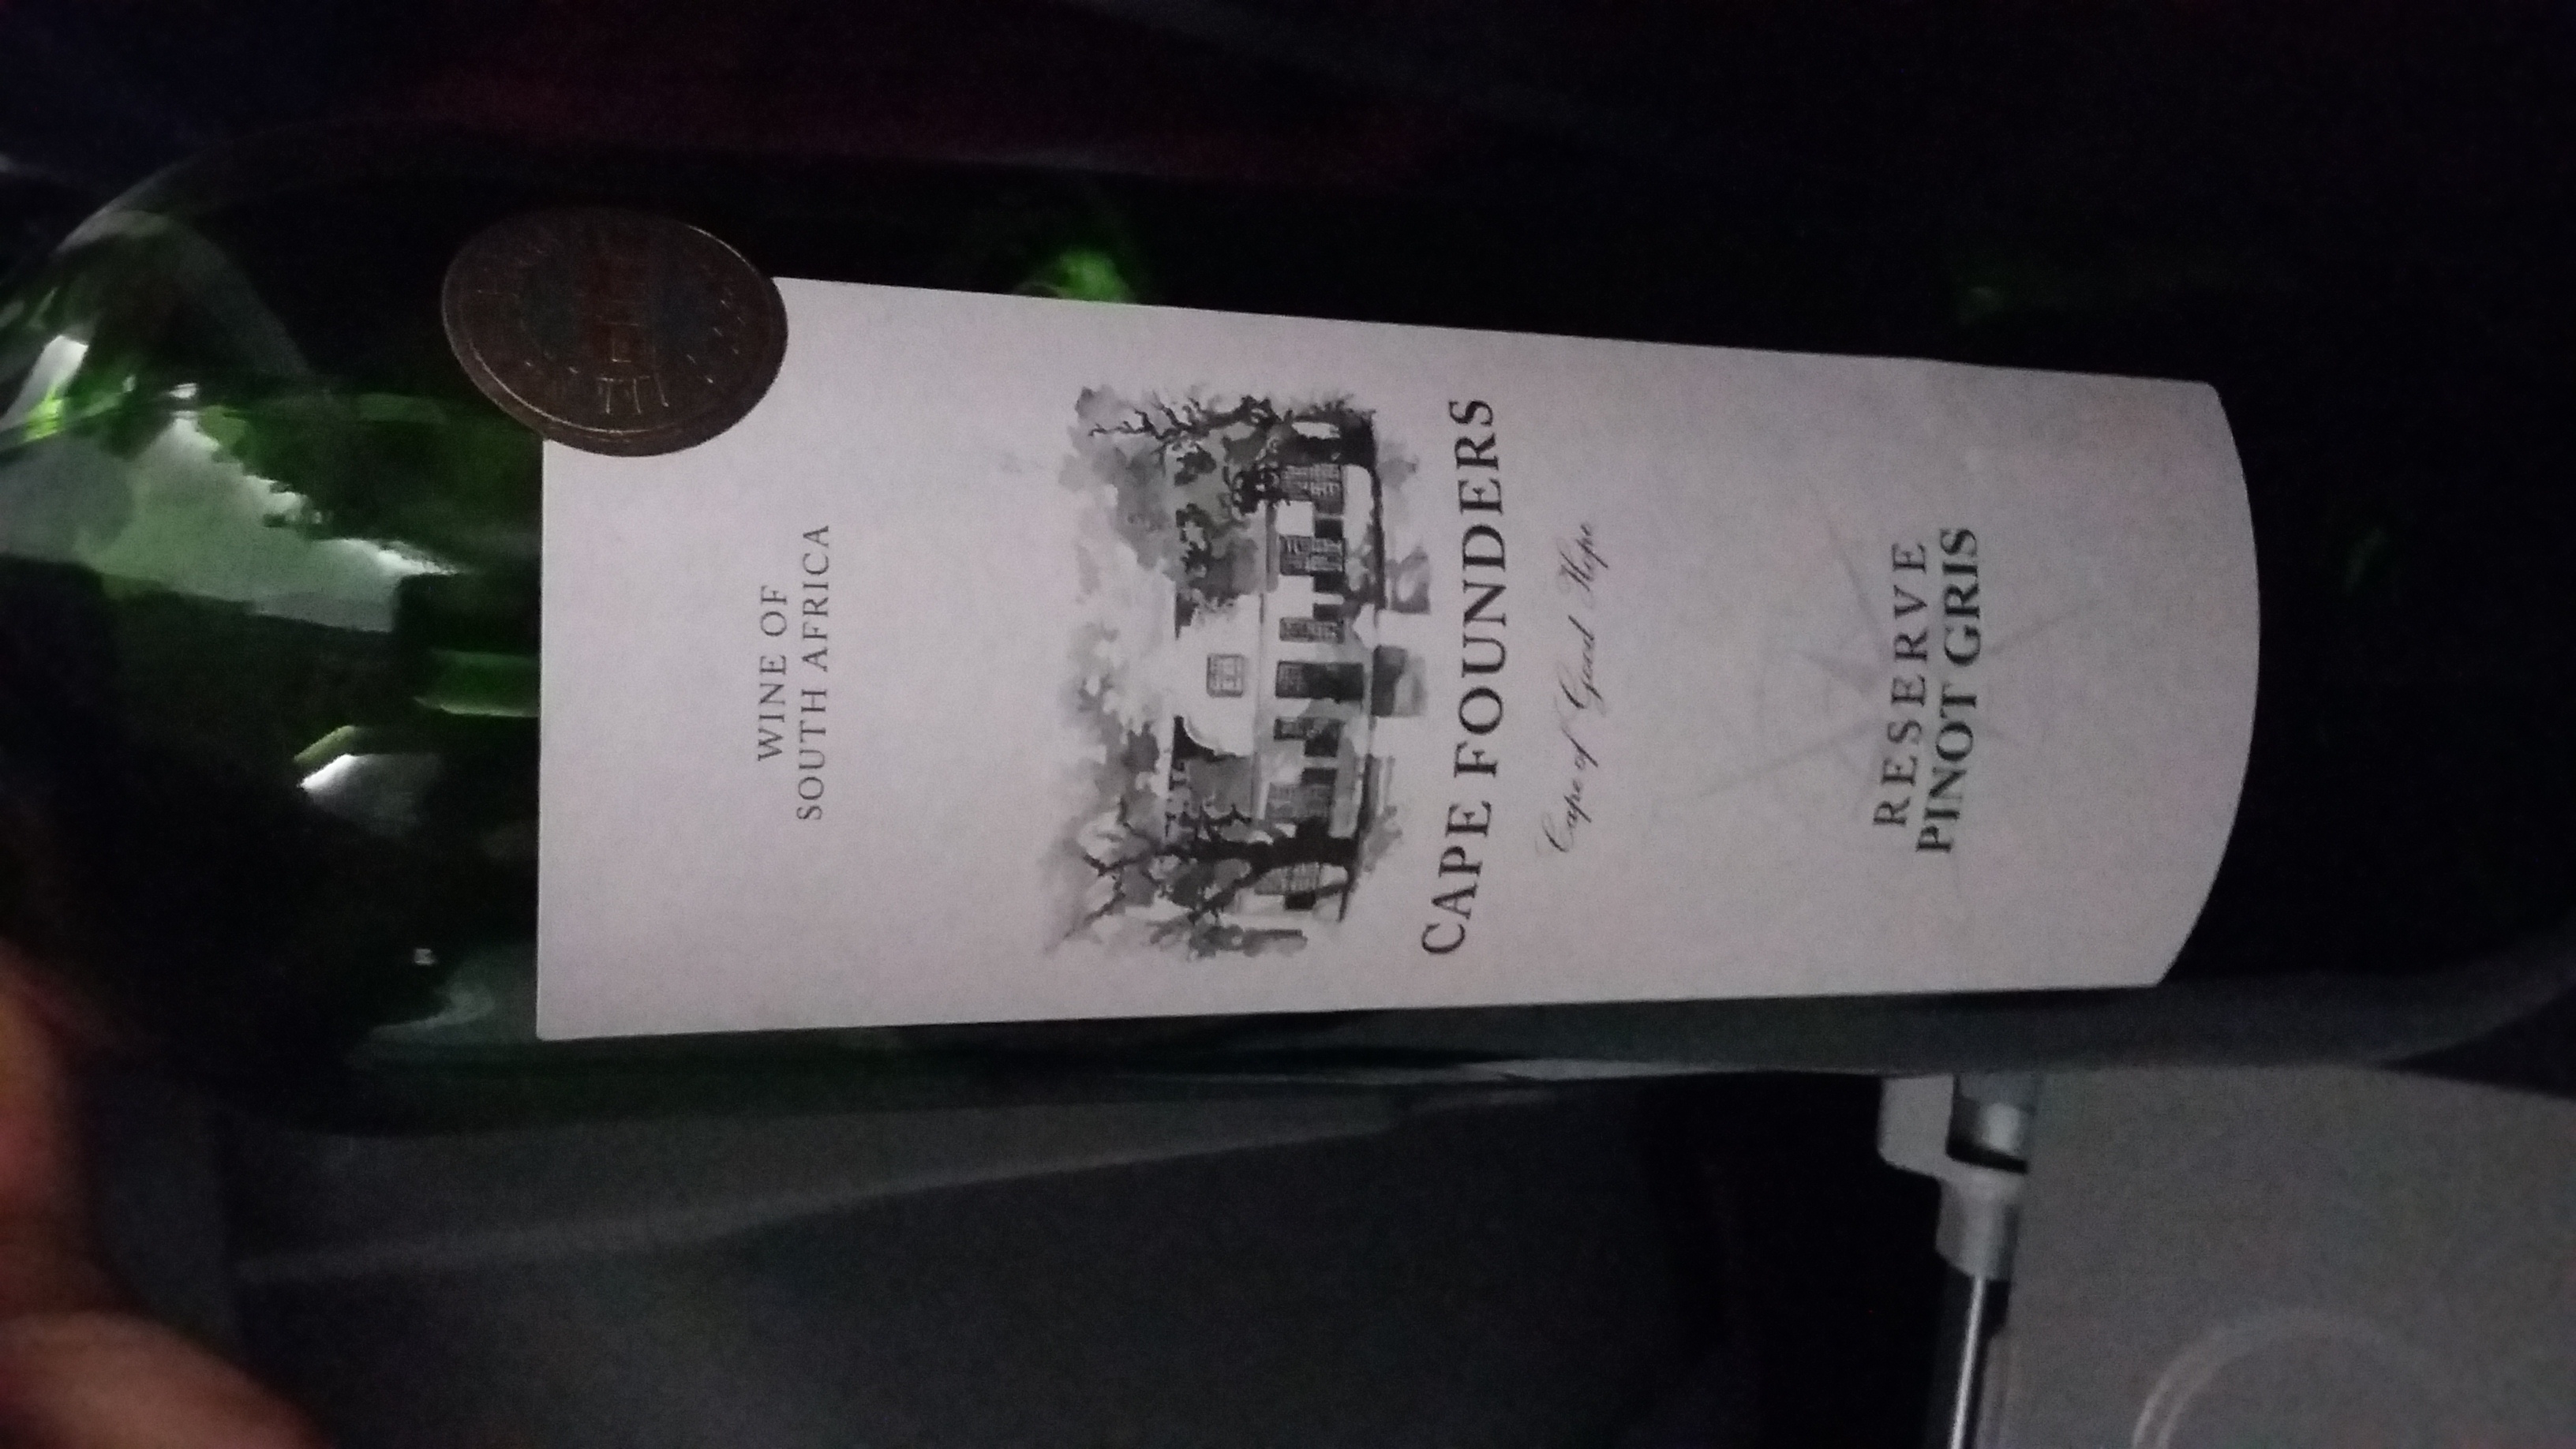 WINE OF
SOUTH AFRICA
CAPE FOUNDERS
Cape of Good Hope
RESERVE
PINOT GRIS